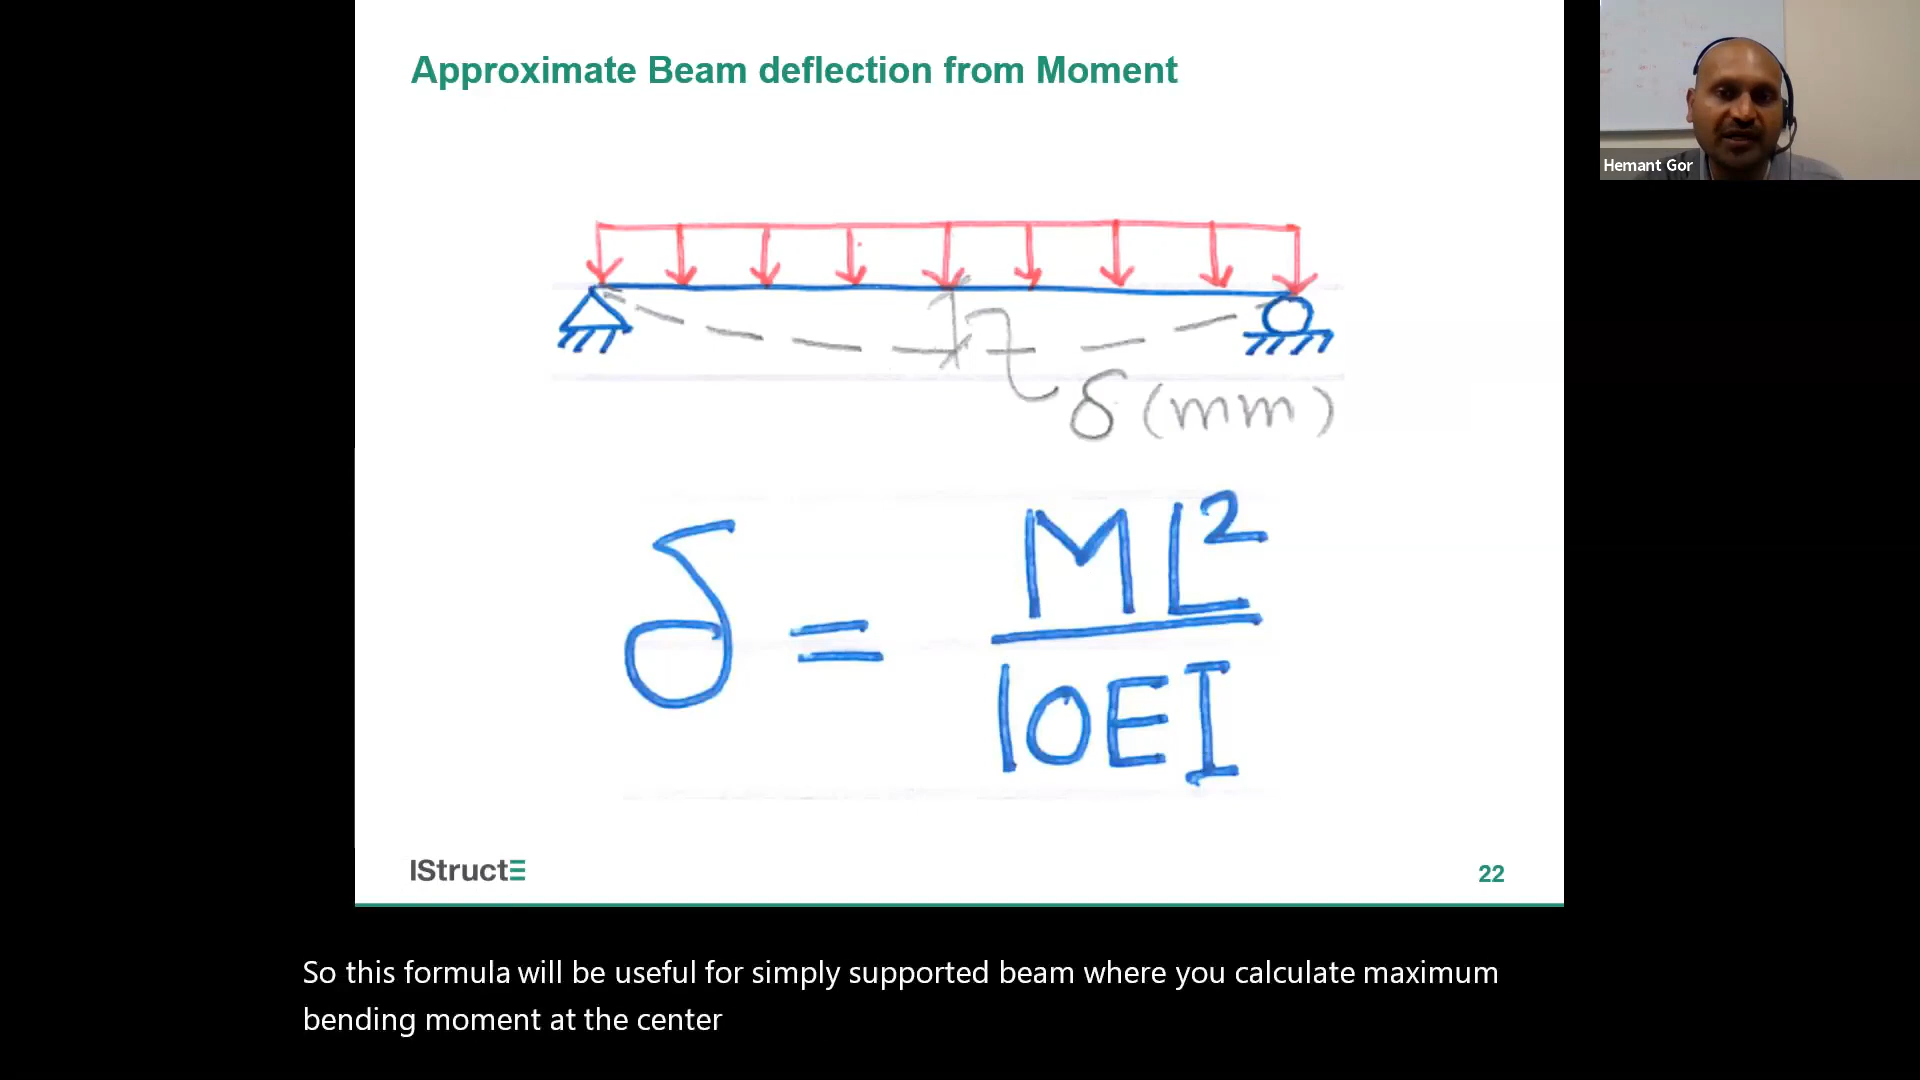 Approximate Beam deflection from Moment
Hemant Gor
δ (mm)
δ = ML²
10EI
IStructE
22
So this formula will be useful for simply supported beam where you calculate maximum
bending moment at the center